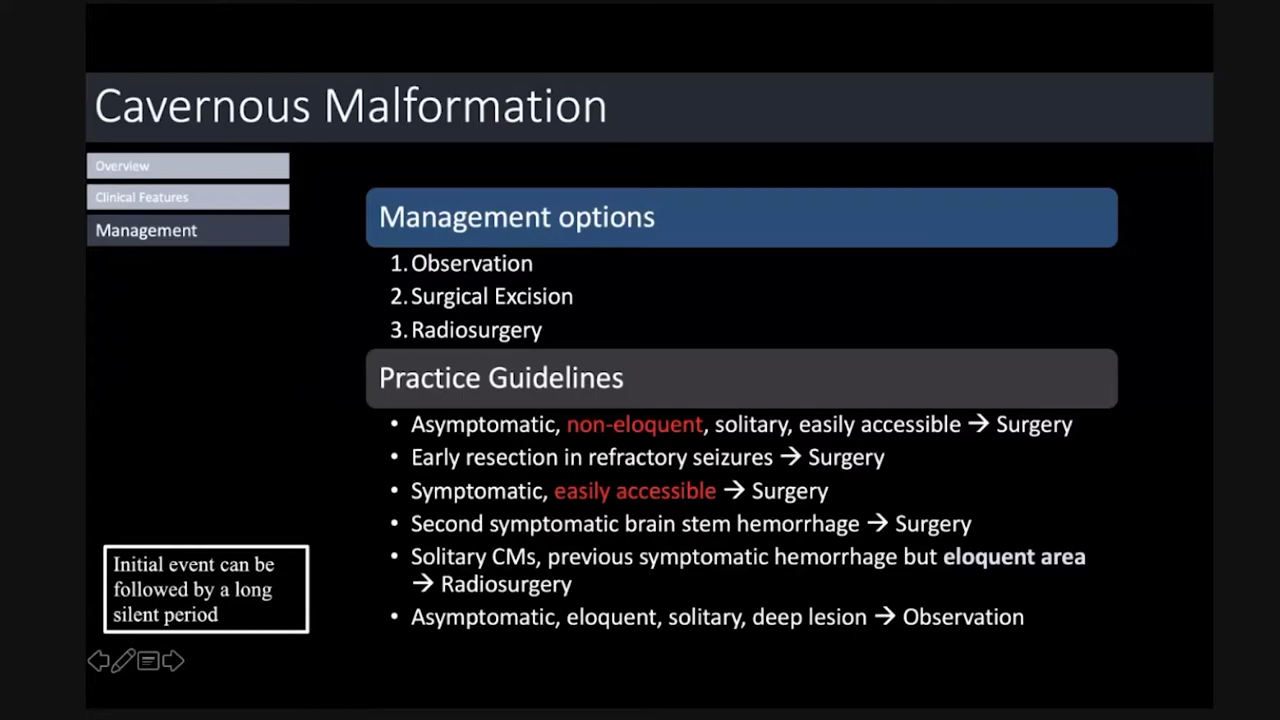 Cavernous Malformation
Overview
Clinical Features
Management
Management options
1. Observation
2. Surgical Excision
3. Radiosurgery
Practice Guidelines
• Asymptomatic, non-eloquent, solitary, easily accessible → Surgery
• Early resection in refractory seizures → Surgery
• Symptomatic, easily accessible → Surgery
• Second symptomatic brain stem hemorrhage → Surgery
• Solitary CMs, previous symptomatic hemorrhage but eloquent area
→ Radiosurgery
• Asymptomatic, eloquent, solitary, deep lesion → Observation
Initial event can be
followed by a long
silent period